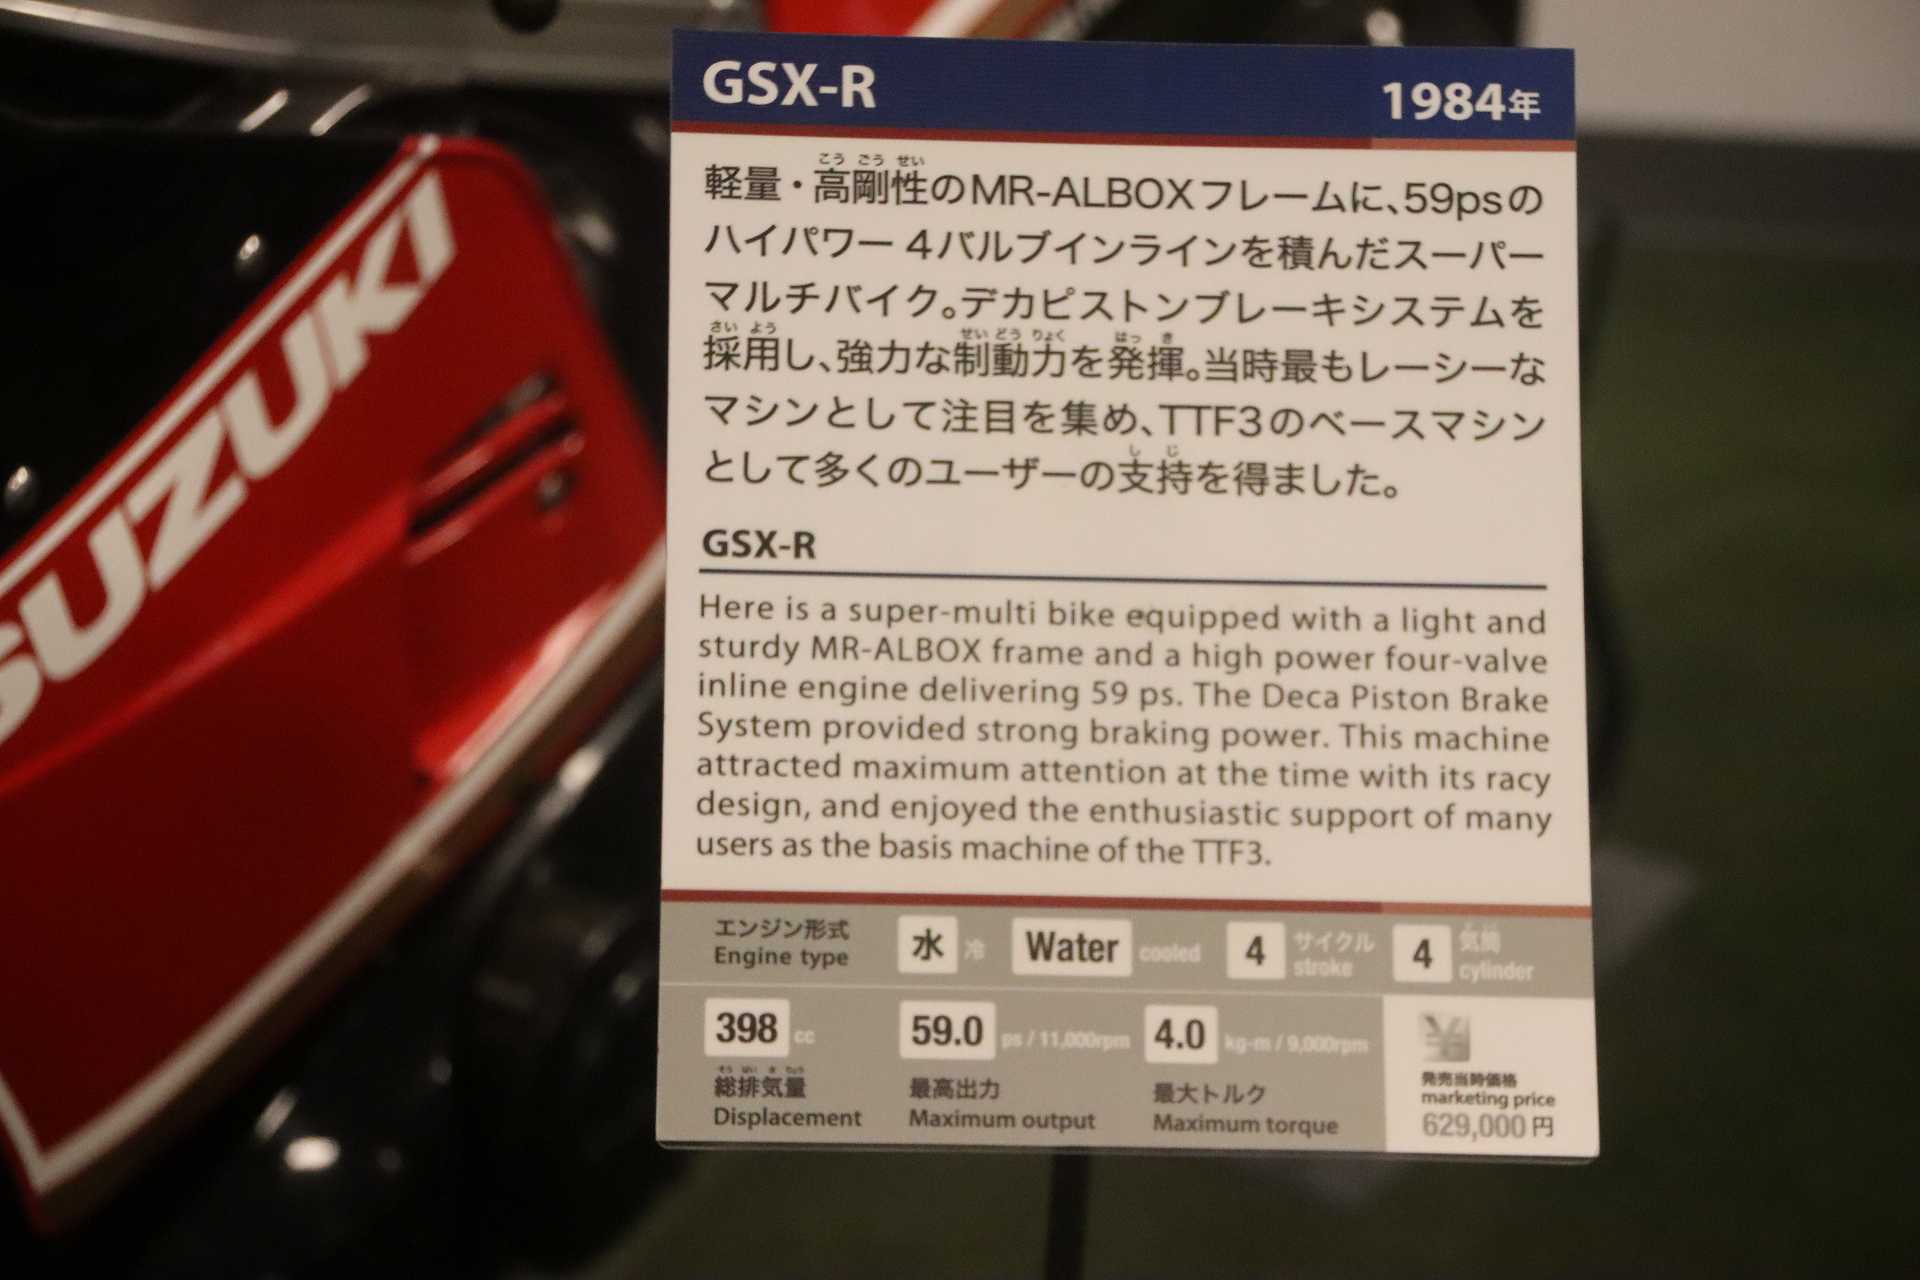 SUZUKI
GSX-R
1984年
軽量・高剛性のMR-ALBOXフレームに、59psの
こう ごう せい
ハイパワー 4バルブインラインを積んだスーパー
マルチバイク。デカピストンブレーキシステムを
さい よう せい どう りょく はっ き
採用し、強力な制動力を発揮。当時最もレーシーな
マシンとして注目を集め、TTF3のベースマシン
し じ
として多くのユーザーの支持を得ました。
GSX-R
Here is a super-multi bike equipped with a light and
sturdy MR-ALBOX frame and a high power four-valve
inline engine delivering 59 ps. The Deca Piston Brake
System provided strong braking power. This machine
attracted maximum attention at the time with its racy
design, and enjoyed the enthusiastic support of many
users as the basis machine of the TTF3.
エンジン形式
Engine type
水 冷
Water cooled
4 サイクル
stroke
4 気筒
cylinder
398 cc
そう はい き りょう
総排気量
Displacement
59.0 ps / 11,000rpm
最高出力
Maximum output
4.0 kg-m / 9,000rpm
最大トルク
Maximum torque
¥
発売当時価格
marketing price
629,000円